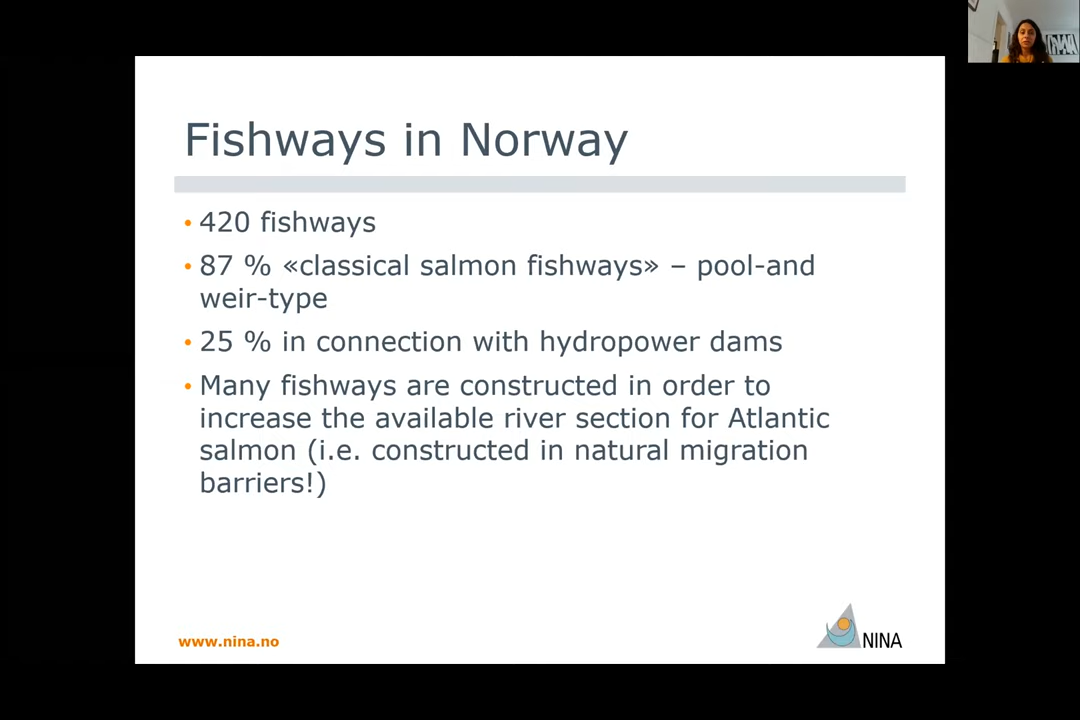 Fishways in Norway
• 420 fishways
• 87 % «classical salmon fishways» – pool-and
weir-type
• 25 % in connection with hydropower dams
• Many fishways are constructed in order to
increase the available river section for Atlantic
salmon (i.e. constructed in natural migration
barriers!)
www.nina.no
NINA